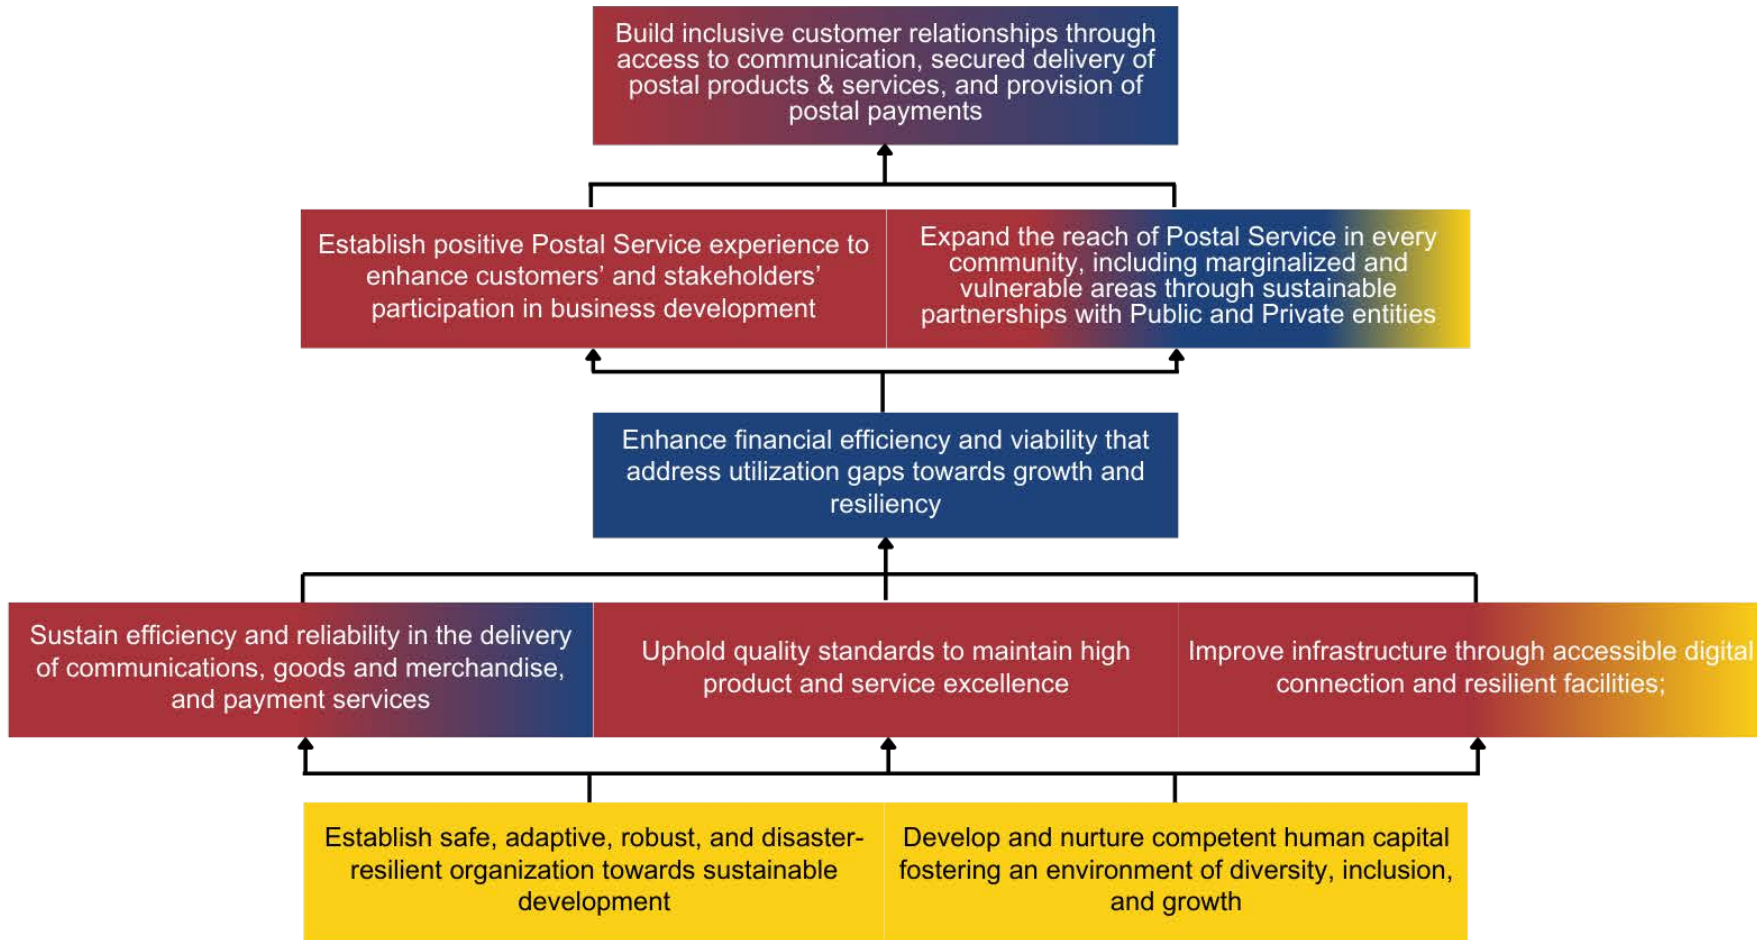 Build inclusive customer relationships through
access to communication, secured delivery of
postal products & services, and provision of
postal payments
Establish positive Postal Service experience to
enhance customers’ and stakeholders’
participation in business development
Expand the reach of Postal Service in every
community, including marginalized and
vulnerable areas through sustainable
partnerships with Public and Private entities
Enhance financial efficiency and viability that
address utilization gaps towards growth and
resiliency
Sustain efficiency and reliability in the delivery
of communications, goods and merchandise,
and payment services
Uphold quality standards to maintain high
product and service excellence
Improve infrastructure through accessible digital
connection and resilient facilities;
Establish safe, adaptive, robust, and disaster-
resilient organization towards sustainable
development
Develop and nurture competent human capital
fostering an environment of diversity, inclusion,
and growth